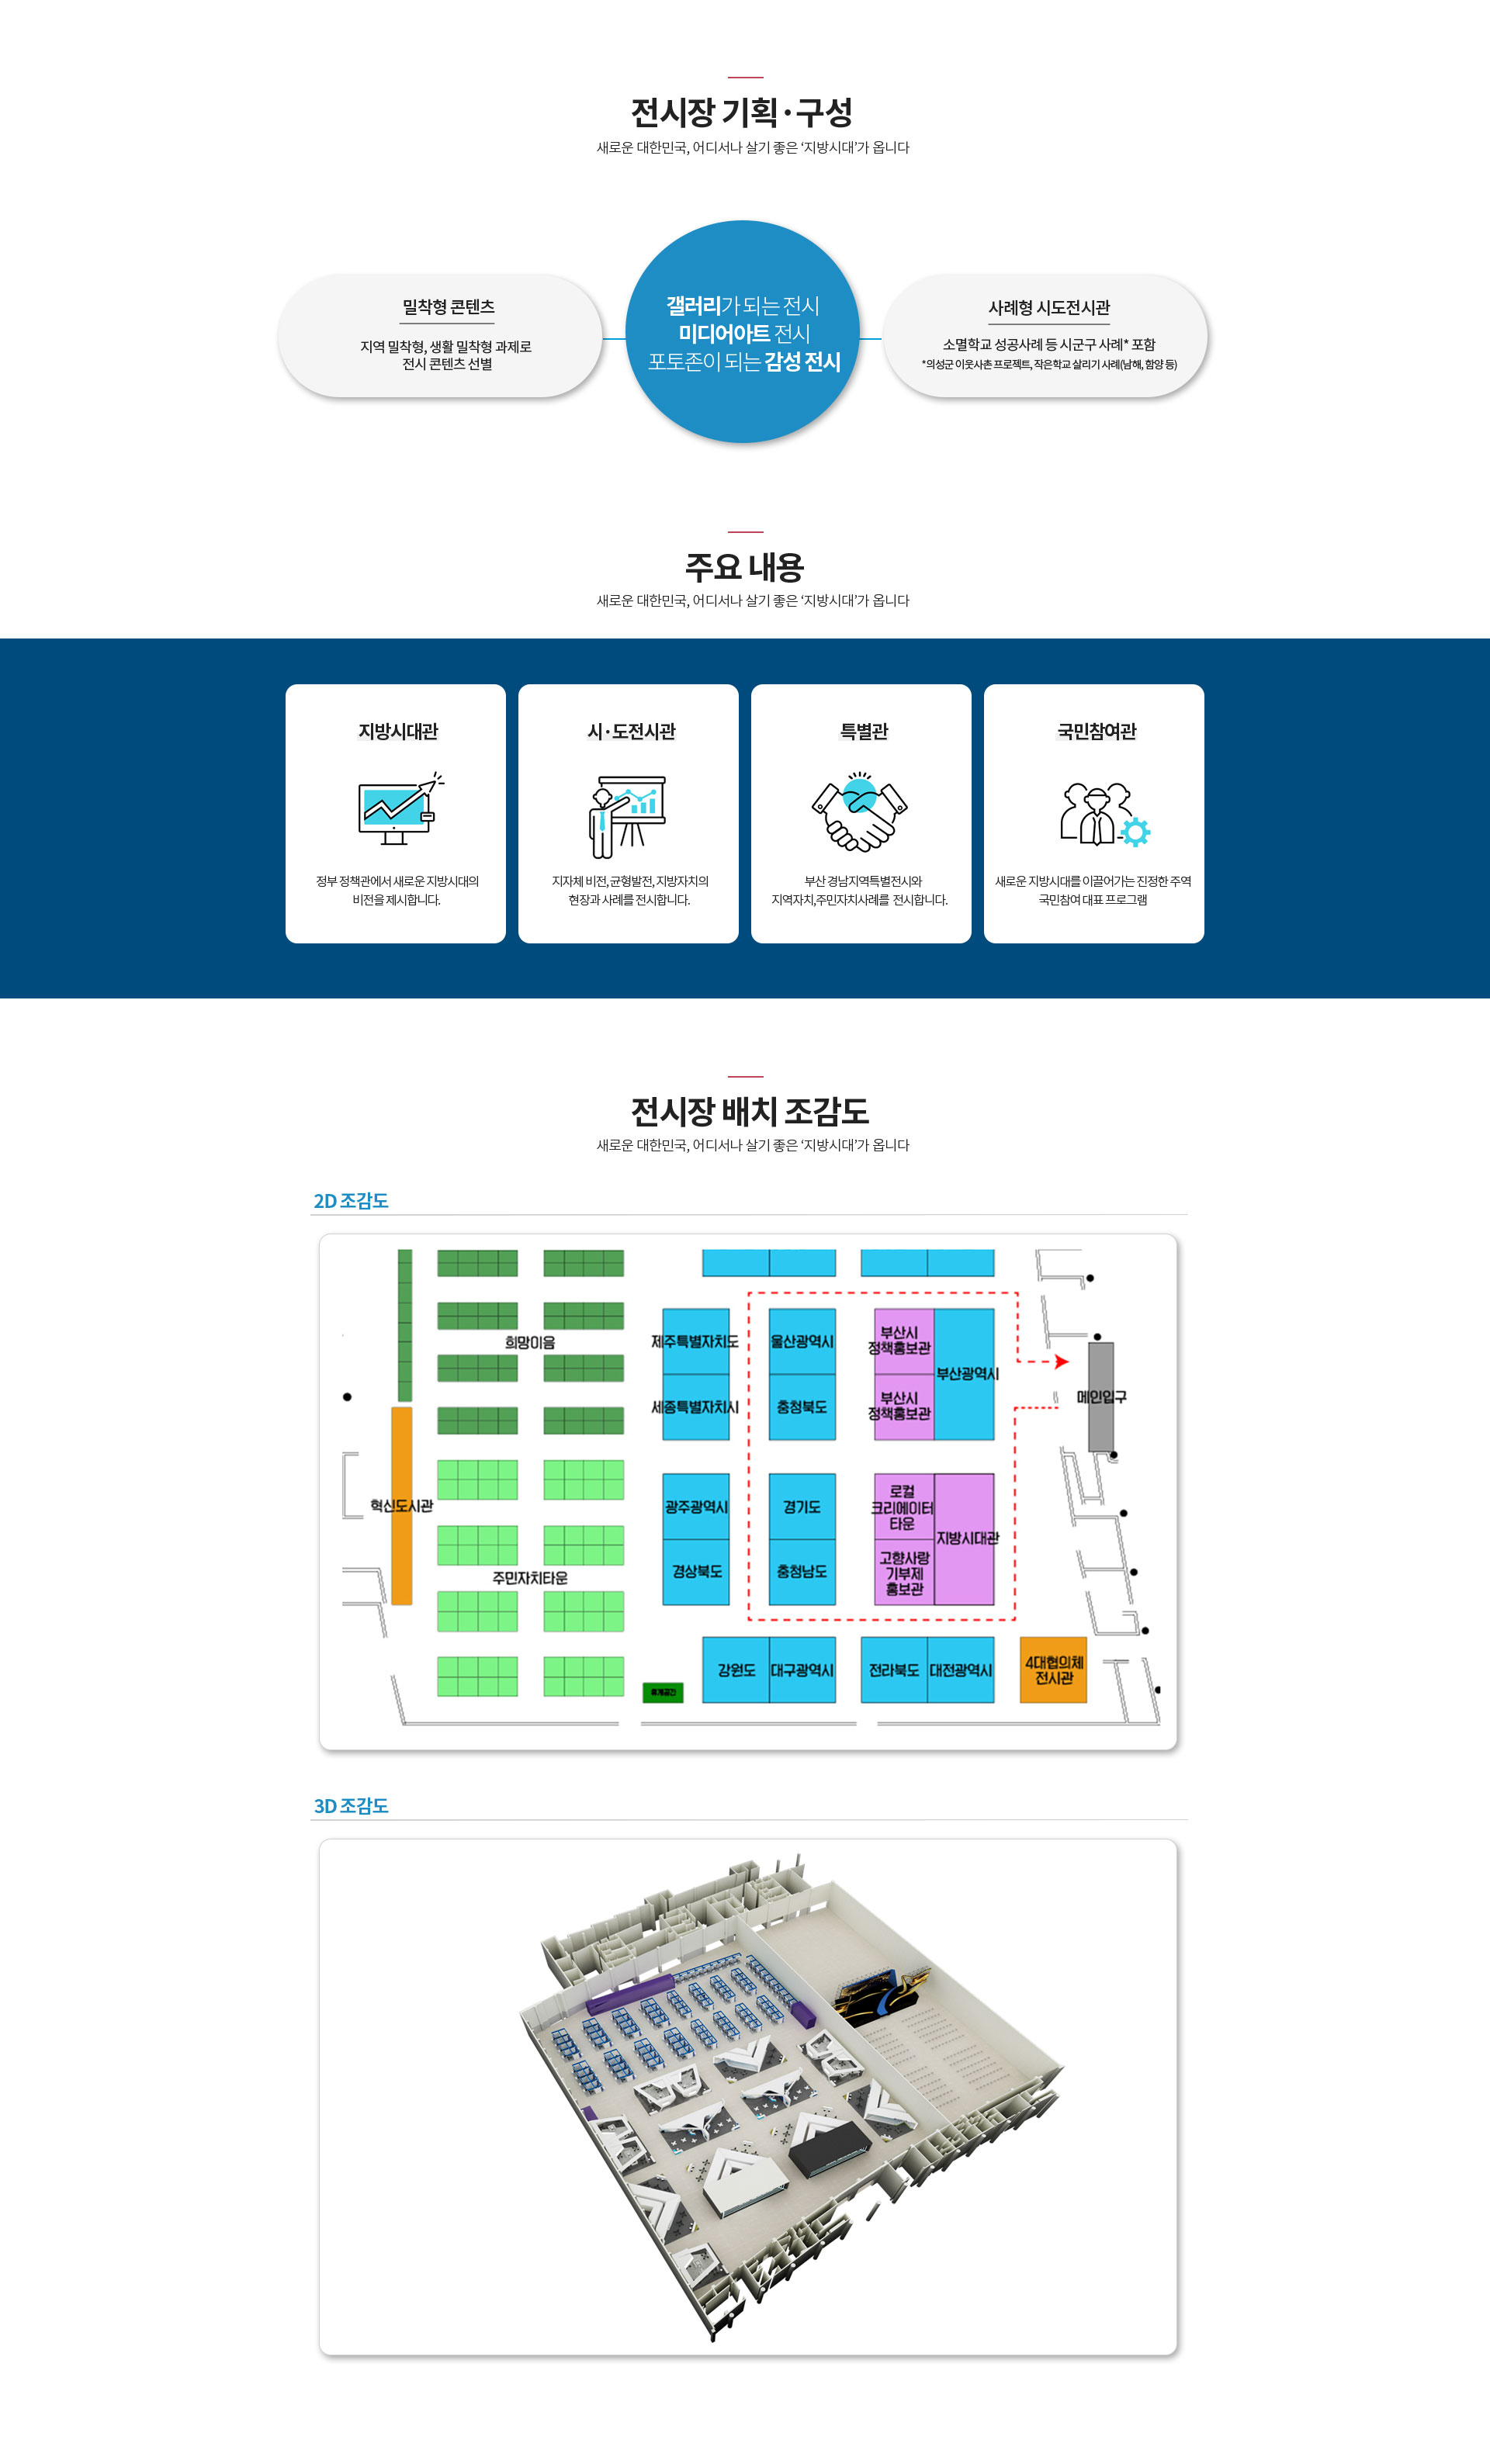 전시장 기획·구성
새로운 대한민국, 어디서나 살기 좋은 ‘지방시대’가 옵니다
밀착형 콘텐츠
지역 밀착형, 생활 밀착형 과제로
전시 콘텐츠 선별
갤러리가 되는 전시
미디어아트 전시
포토존이 되는 감성 전시
사례형 시도전시관
소멸학교 성공사례 등 시군구 사례* 포함
*의성군 이웃사촌 프로젝트, 작은학교 살리기 사례(남해, 함양 등)
주요 내용
새로운 대한민국, 어디서나 살기 좋은 ‘지방시대’가 옵니다
지방시대관
정부 정책관에서 새로운 지방시대의
비전을 제시합니다.
시·도전시관
지자체 비전, 균형발전, 지방자치의
현장과 사례를 전시합니다.
특별관
부산 경남지역특별전시와
지역자치,주민자치사례를 전시합니다.
국민참여관
새로운 지방시대를 이끌어가는 진정한 주역
국민참여 대표 프로그램
전시장 배치 조감도
새로운 대한민국, 어디서나 살기 좋은 ‘지방시대’가 옵니다
2D 조감도
희망이음
제주특별자치도
울산광역시
부산시
정책홍보관
부산광역시
세종특별자치시
충청북도
부산시
정책홍보관
메인입구
혁신도시관
광주광역시
경기도
로컬
크리에이터
타운
지방시대관
주민자치타운
경상북도
충청남도
고향사랑
기부제
홍보관
휴게공간
강원도
대구광역시
전라북도
대전광역시
4대협의체
전시관
3D 조감도